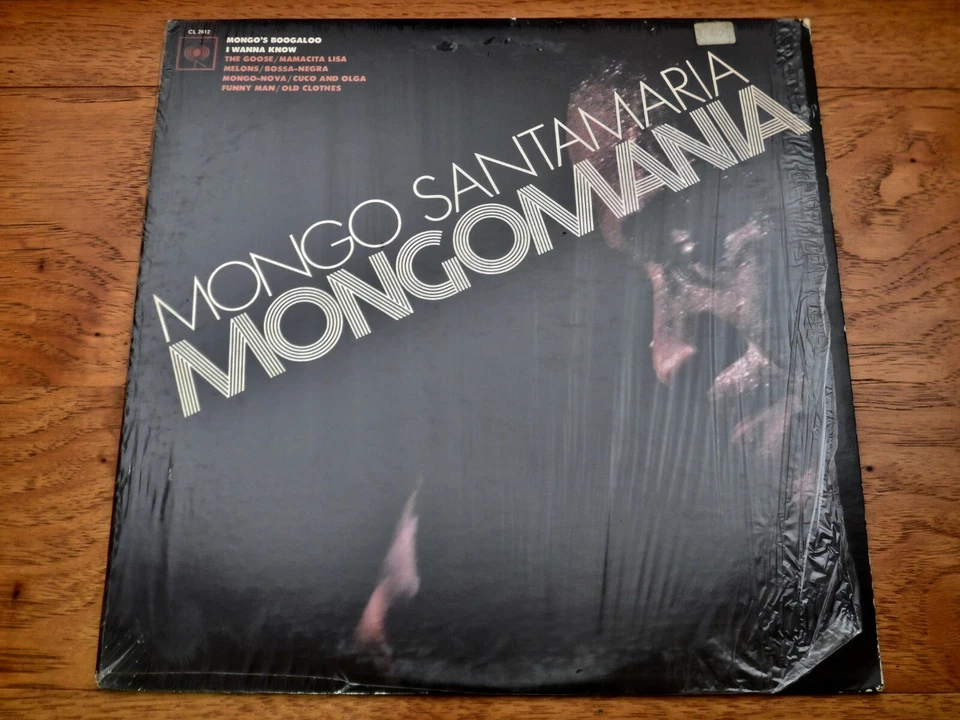 CL 2612
MONGO'S BOOGALOO
I WANNA KNOW
THE GOOSE/MAMACITA LISA
MELONS/BOSSA-NEGRA
MONGO-NOVA/CUCO AND OLGA
FUNNY MAN/OLD CLOTHES
MONGO SANTAMARIA
MONGOMANIA